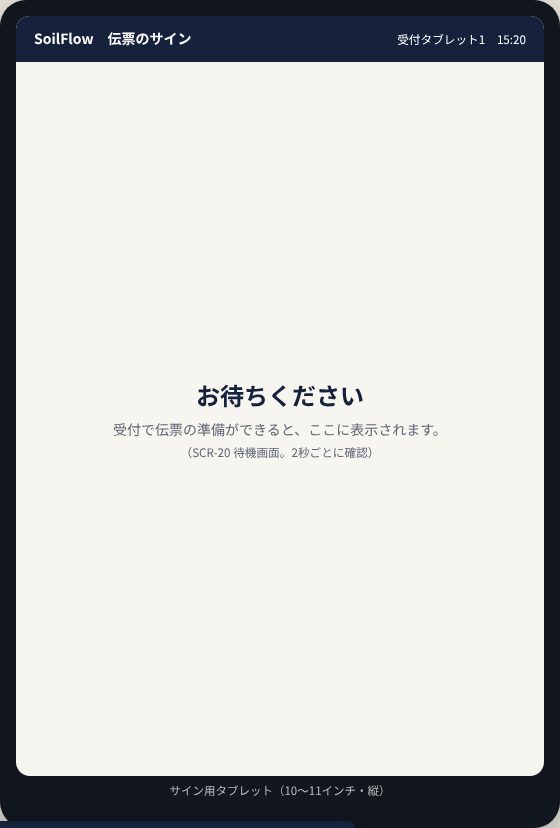 SoilFlow 伝票のサイン
受付タブレット1 15:20
お待ちください
受付で伝票の準備ができると、ここに表示されます。
（SCR-20 待機画面。2秒ごとに確認）
サイン用タブレット（10〜11インチ・縦）